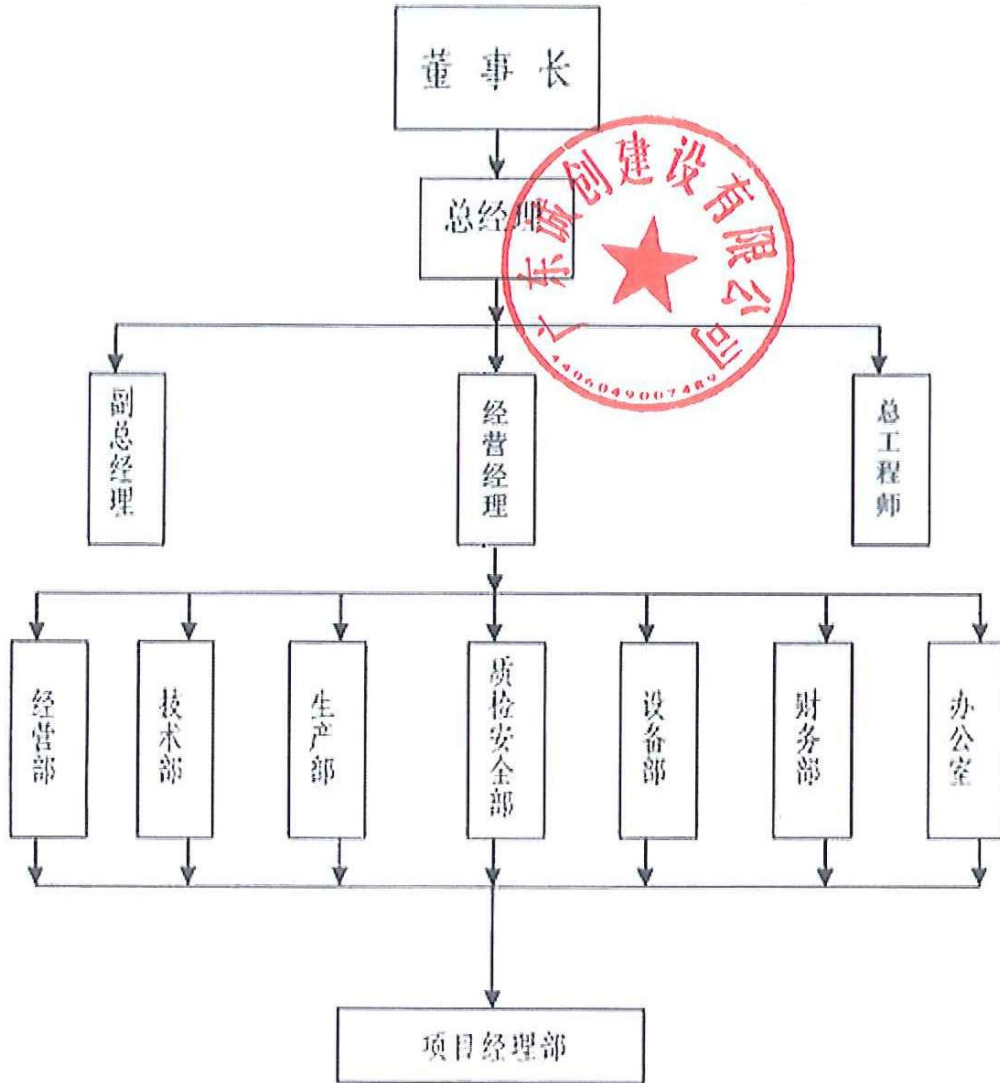 董事长
总经理
广东诚创建设有限公司
4406049007489
副总经理
经营经理
总工程师
经营部
技术部
生产部
质检安全部
设备部
财务部
办公室
项目经理部